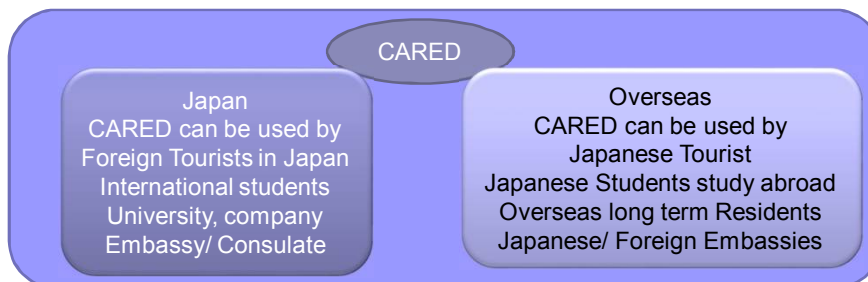 CARED
Japan
CARED can be used by
Foreign Tourists in Japan
International students
University, company
Embassy/ Consulate
Overseas
CARED can be used by
Japanese Tourist
Japanese Students study abroad
Overseas long term Residents
Japanese/ Foreign Embassies